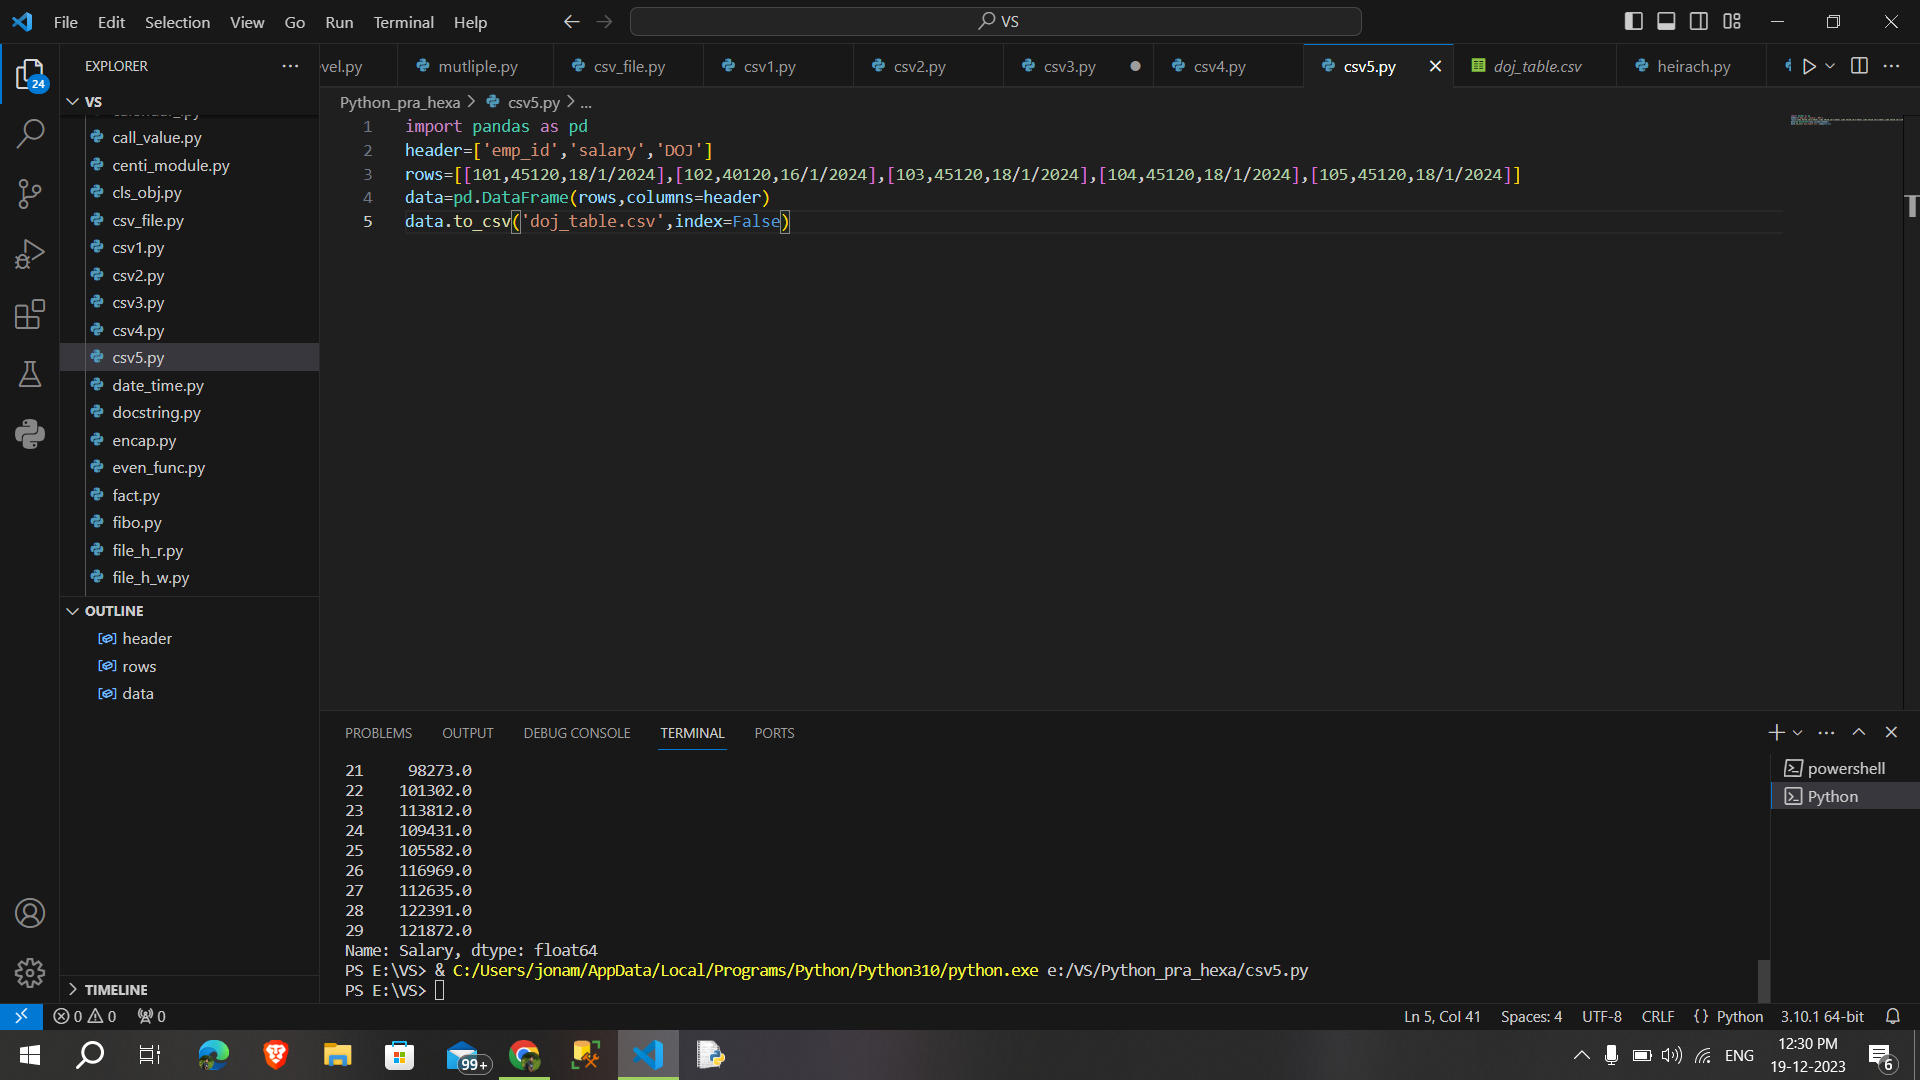 File Edit Selection View Go Run Terminal Help
VS
24
EXPLORER
VS
call_value.py
centi_module.py
cls_obj.py
csv_file.py
csv1.py
csv2.py
csv3.py
csv4.py
csv5.py
date_time.py
docstring.py
encap.py
even_func.py
fact.py
fibo.py
file_h_r.py
file_h_w.py
OUTLINE
header
rows
data
TIMELINE
evel.py mutliple.py csv_file.py csv1.py csv2.py csv3.py csv4.py csv5.py doj_table.csv heirach.py
Python_pra_hexa > csv5.py > ...
1 import pandas as pd
2 header=['emp_id','salary','DOJ']
3 rows=[[101,45120,18/1/2024],[102,40120,16/1/2024],[103,45120,18/1/2024],[104,45120,18/1/2024],[105,45120,18/1/2024]]
4 data=pd.DataFrame(rows,columns=header)
5 data.to_csv('doj_table.csv',index=False)
PROBLEMS OUTPUT DEBUG CONSOLE TERMINAL PORTS
21 98273.0
22 101302.0
23 113812.0
24 109431.0
25 105582.0
26 116969.0
27 112635.0
28 122391.0
29 121872.0
Name: Salary, dtype: float64
PS E:\VS> & C:/Users/jonam/AppData/Local/Programs/Python/Python310/python.exe e:/VS/Python_pra_hexa/csv5.py
PS E:\VS>
powershell
Python
0 0 0 Ln 5, Col 41 Spaces: 4 UTF-8 CRLF {} Python 3.10.1 64-bit
99+
ENG
12:30 PM
19-12-2023
6